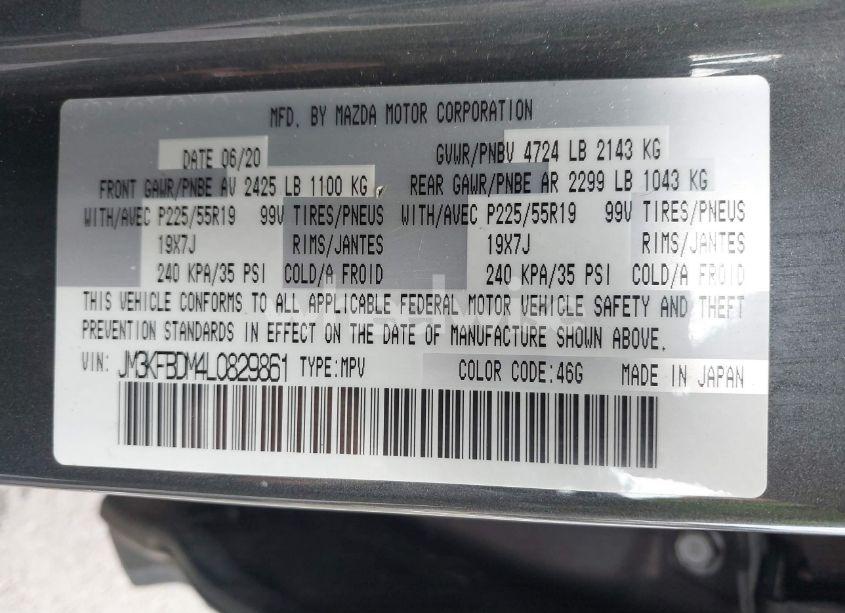 MFD. BY MAZDA MOTOR CORPORATION
DATE 06/20 GVWR/PNBV 4724 LB 2143 KG
FRONT GAWR/PNBE AV 2425 LB 1100 KG REAR GAWR/PNBE AR 2299 LB 1043 KG
WITH/AVEC P225/55R19 99V TIRES/PNEUS WITH/AVEC P225/55R19 99V TIRES/PNEUS
19X7J RIMS/JANTES 19X7J RIMS/JANTES
240 KPA/35 PSI COLD/A FROID 240 KPA/35 PSI COLD/A FROID
THIS VEHICLE CONFORMS TO ALL APPLICABLE FEDERAL MOTOR VEHICLE SAFETY AND THEFT
PREVENTION STANDARDS IN EFFECT ON THE DATE OF MANUFACTURE SHOWN ABOVE.
VIN: JM3KFBDM4L0829861 TYPE:MPV COLOR CODE:46G MADE IN JAPAN